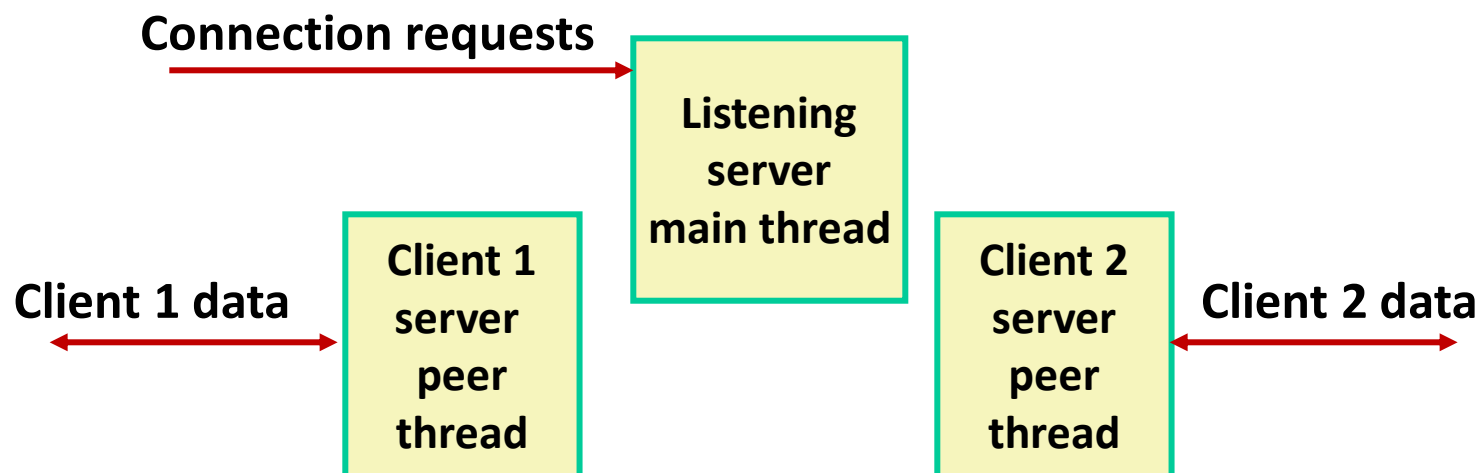 Connection requests
Listening
server
main thread
Client 1 data
Client 1
server
peer
thread
Client 2
server
peer
thread
Client 2 data